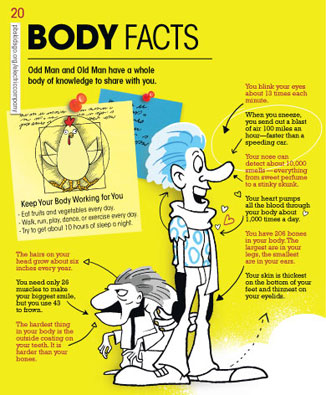 20
BODY FACTS
Odd Man and Old Man have a whole
body of knowledge to share with you.
Keep Your Body Working for You
- Eat fruits and vegetables every day.
- Walk, run, play, dance, or exercise every day.
- Try to get about 10 hours of sleep a night.
You blink your eyes
about 13 times each
minute.
When you sneeze,
you send out a blast
of air 100 miles an
hour—faster than a
speeding car.
Your nose can
detect about 10,000
smells—everything
from sweet perfume
to a stinky skunk.
Your heart pumps
all the blood through
your body about
1,000 times a day.
You have 206 bones
in your body. The
largest are in your
legs, the smallest
are in your ears.
Your skin is thickest
on the bottom of your
feet and thinnest on
your eyelids.
The hairs on your
head grow about six
inches every year.
You need only 26
muscles to make
your biggest smile,
but you use 43
to frown.
The hardest thing
in your body is the
outside coating on
your teeth. It is
harder than your
bones.